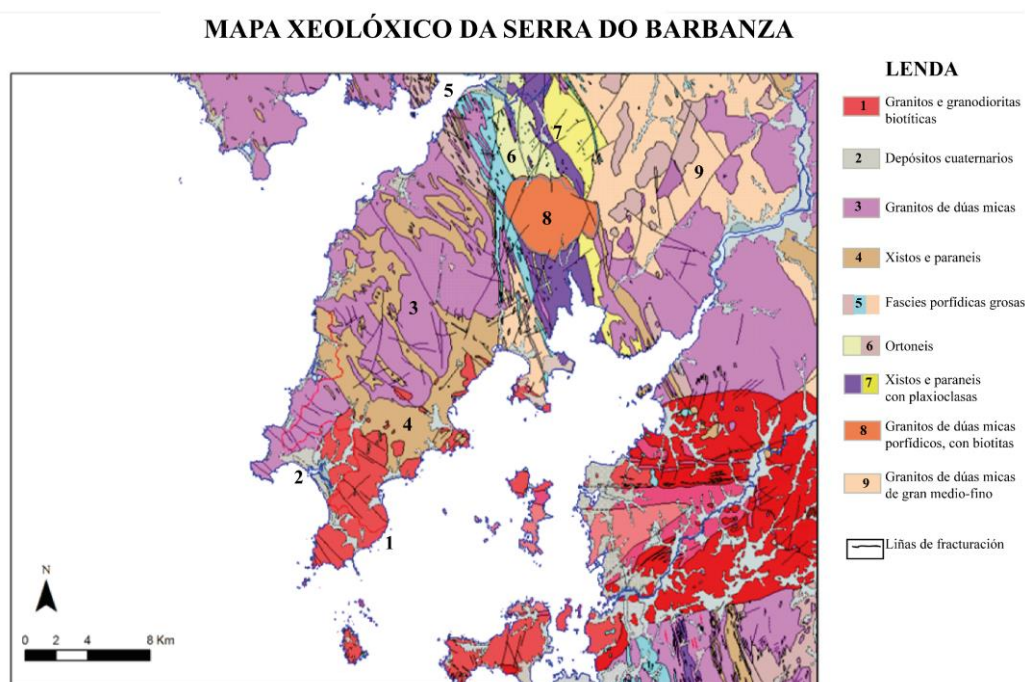 MAPA XEOLÓXICO DA SERRA DO BARBANZA
LENDA
1 Granitos e granodioritas
biotíticas
2 Depósitos cuaternarios
3 Granitos de dúas micas
4 Xistos e paraneis
5 Fascies porfídicas grosas
6 Ortoneis
7 Xistos e paraneis
con plaxioclasas
8 Granitos de dúas micas
porfídicos, con biotitas
9 Granitos de dúas micas
de gran medio-fino
Liñas de fracturación
5
7
6
9
8
3
4
2
1
N
0 2 4 8 Km